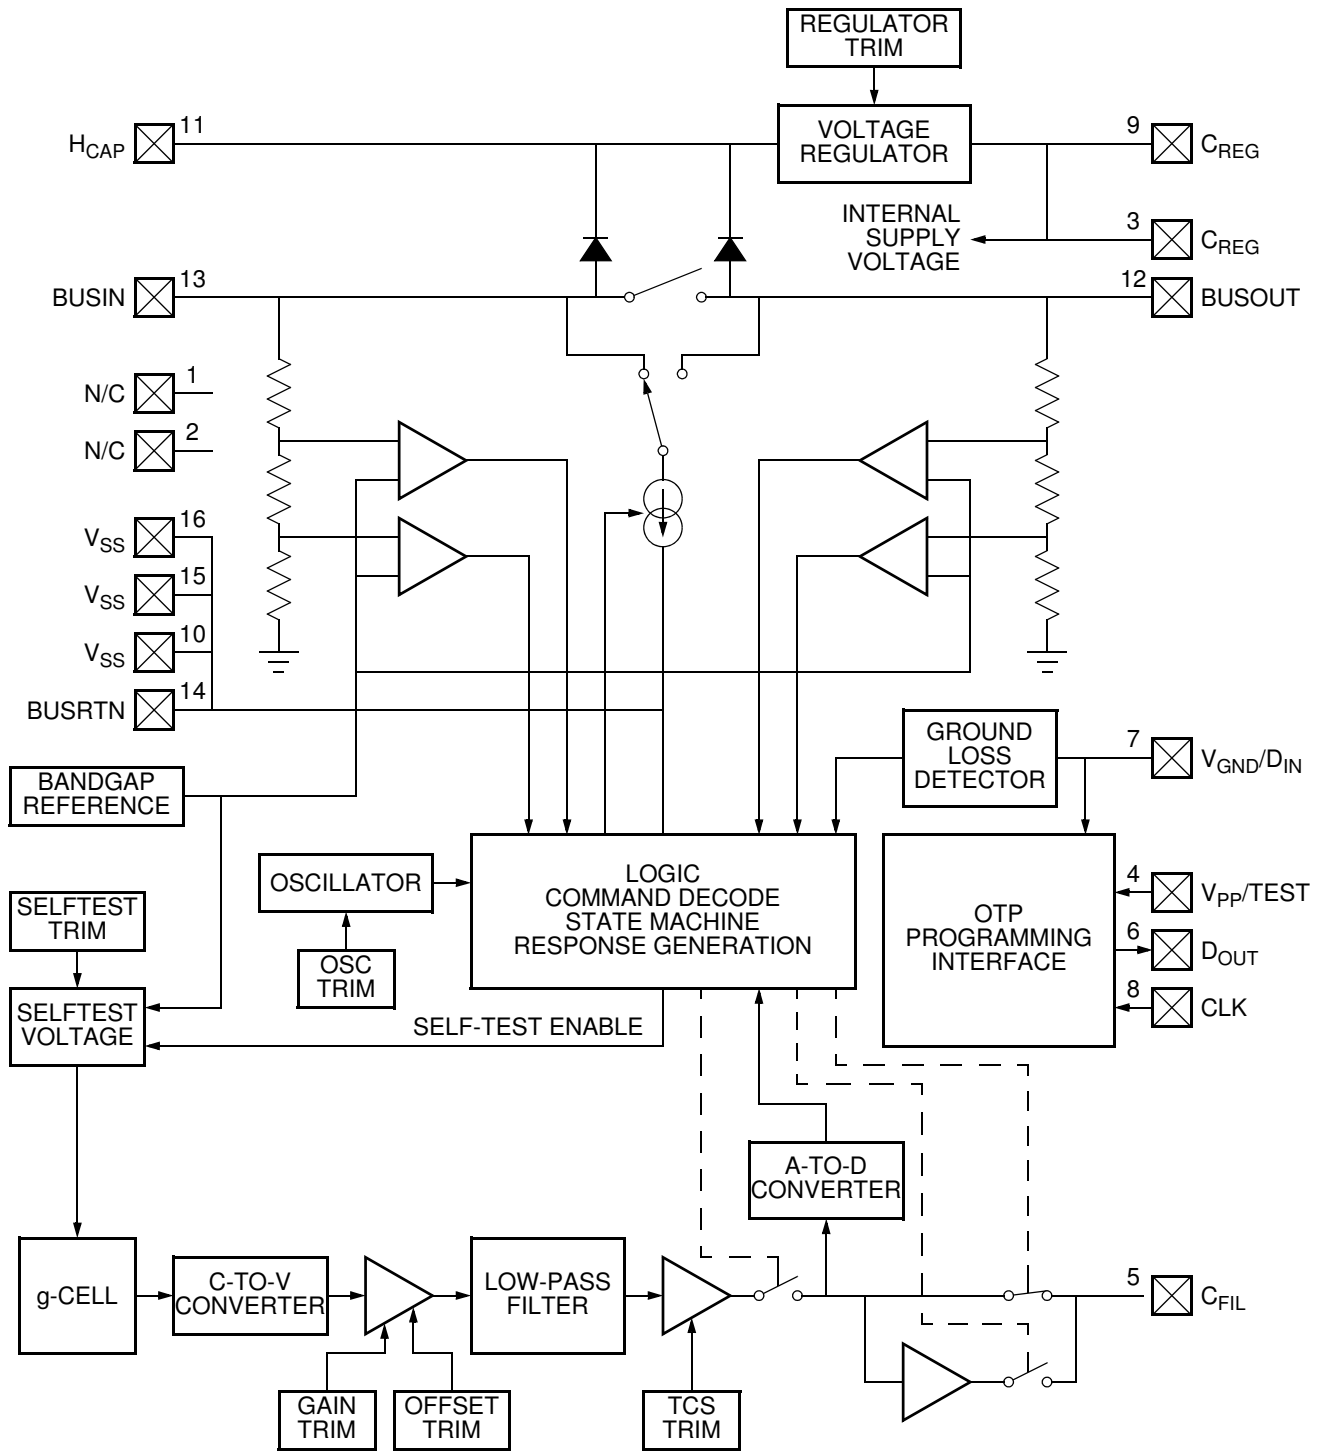 REGULATOR
TRIM
11
HCAP
VOLTAGE
REGULATOR
9
CREG
INTERNAL
SUPPLY
VOLTAGE
3
CREG
13
BUSIN
12
BUSOUT
1
N/C
2
N/C
16
VSS
15
VSS
10
VSS
14
BUSRTN
GROUND
LOSS
DETECTOR
7
VGND/DIN
BANDGAP
REFERENCE
OSCILLATOR
LOGIC
COMMAND DECODE
STATE MACHINE
RESPONSE GENERATION
OTP
PROGRAMMING
INTERFACE
4
VPP/TEST
6
DOUT
8
CLK
SELFTEST
TRIM
OSC
TRIM
SELFTEST
VOLTAGE
SELF-TEST ENABLE
A-TO-D
CONVERTER
g-CELL
C-TO-V
CONVERTER
LOW-PASS
FILTER
5
CFIL
GAIN
TRIM
OFFSET
TRIM
TCS
TRIM